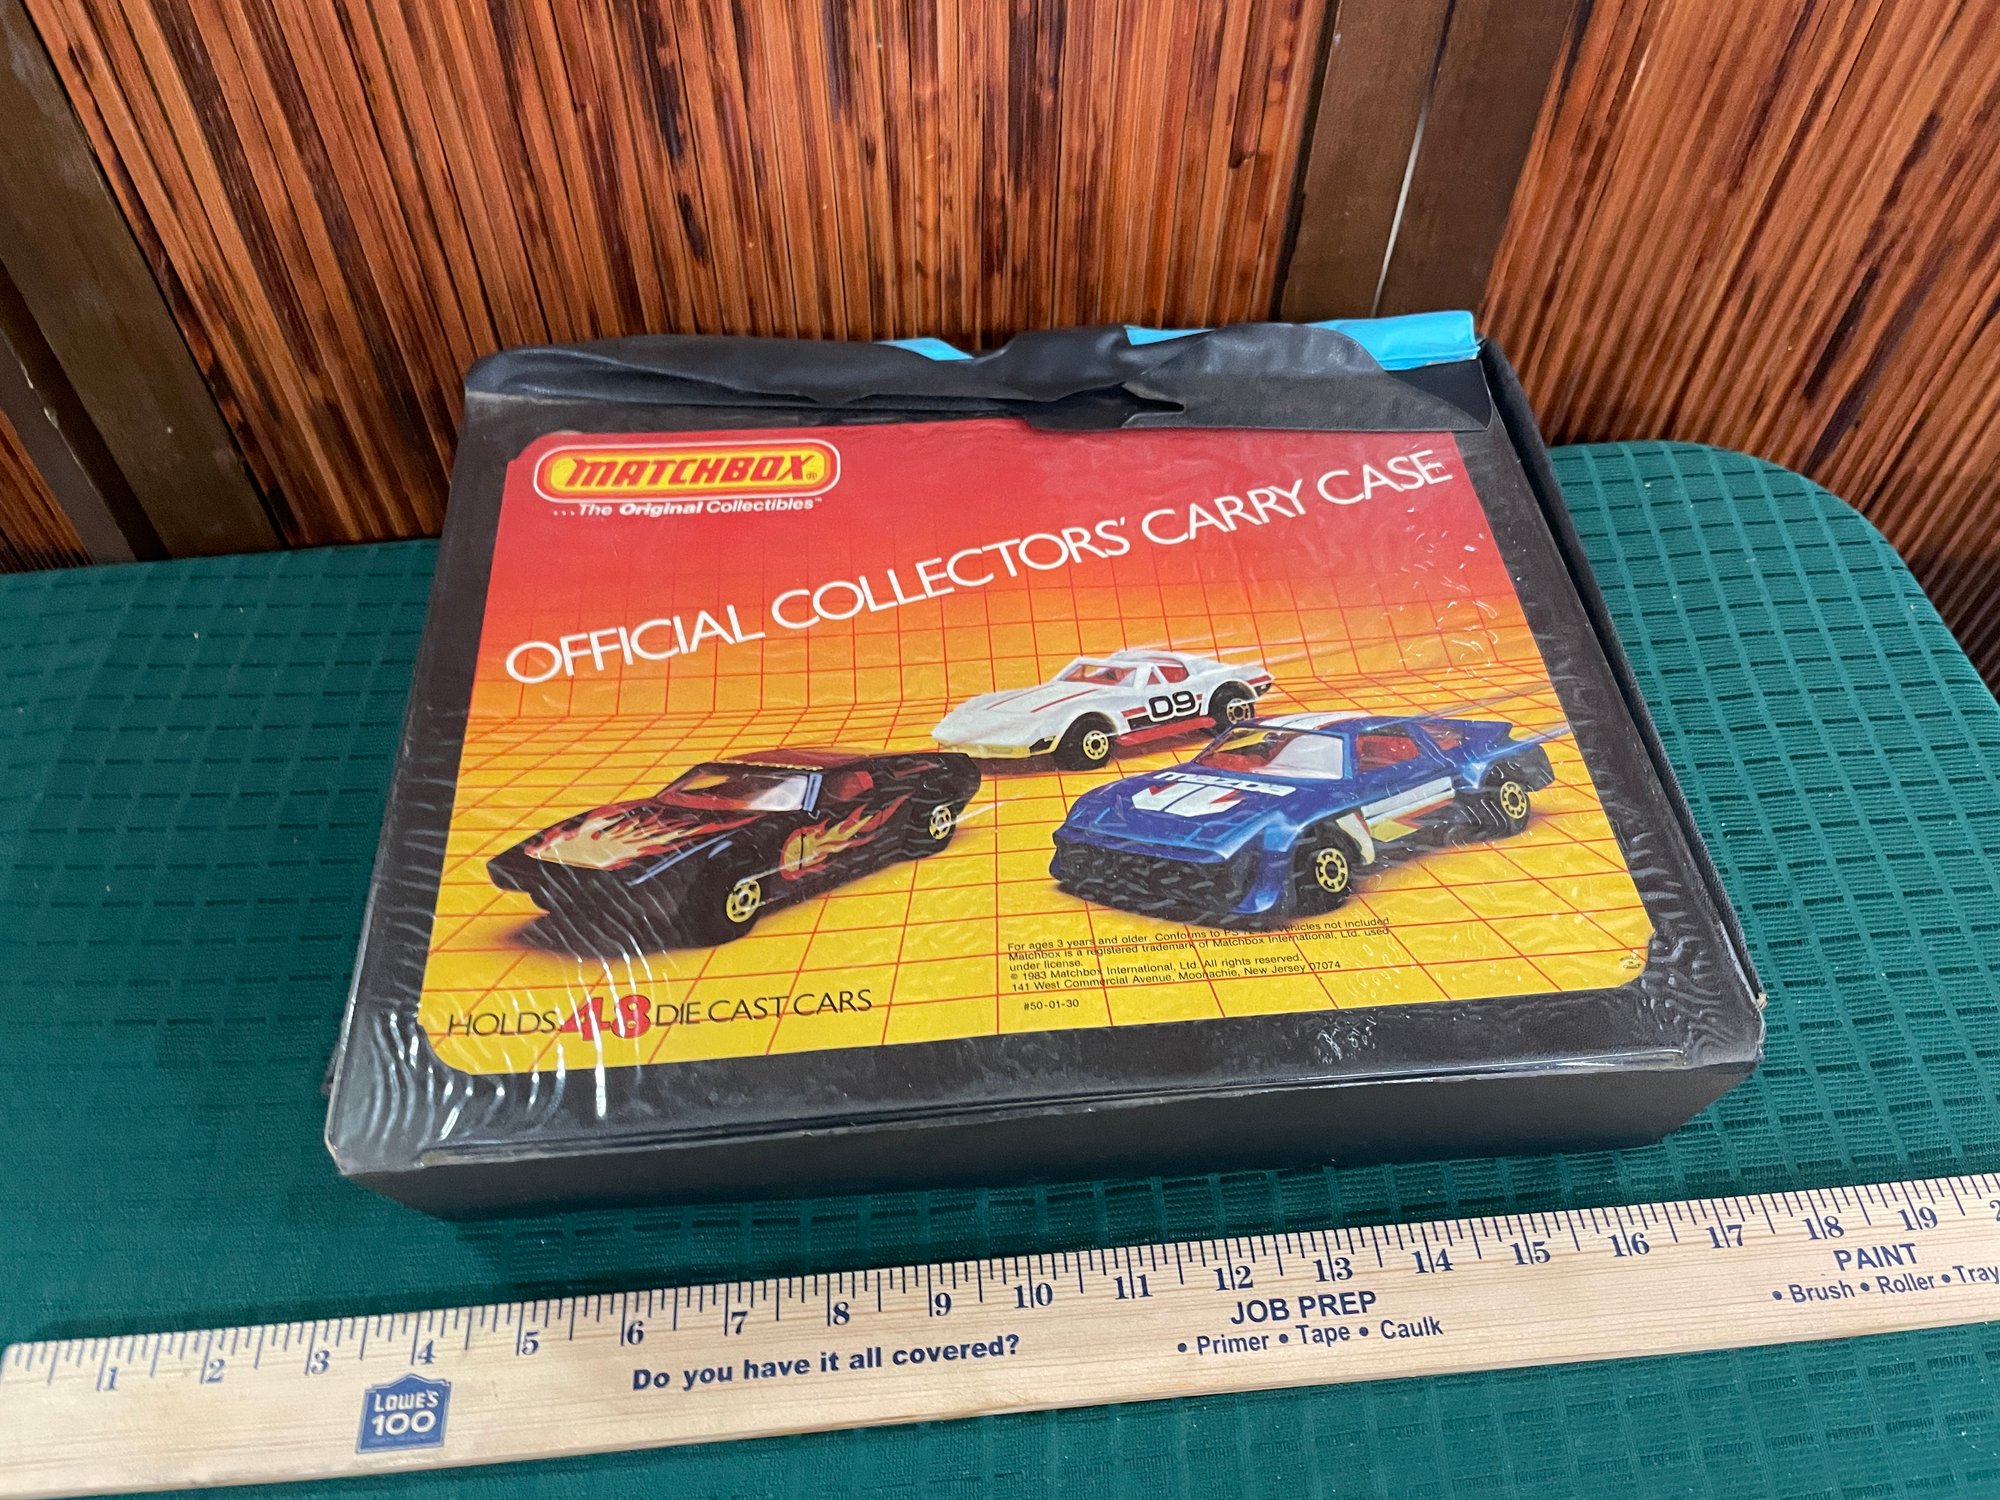 MATCHBOX®
...The Original Collectibles™
OFFICIAL COLLECTORS' CARRY CASE
09
mazda
HOLDS 48 DIE CAST CARS
For ages 3 years and older. Conforms to PS Vehicles not included.
Matchbox is a registered trademark of Matchbox International, Ltd. used
under license.
© 1983 Matchbox International, Ltd. All rights reserved.
141 West Commercial Avenue, Moonachie, New Jersey 07074
#50-01-30
1 2 3 4 5 6 7 8 9 10 11 12 13 14 15 16 17 18 19
LOWE'S
100
Do you have it all covered?
JOB PREP
• Primer • Tape • Caulk
PAINT
• Brush • Roller • Tray